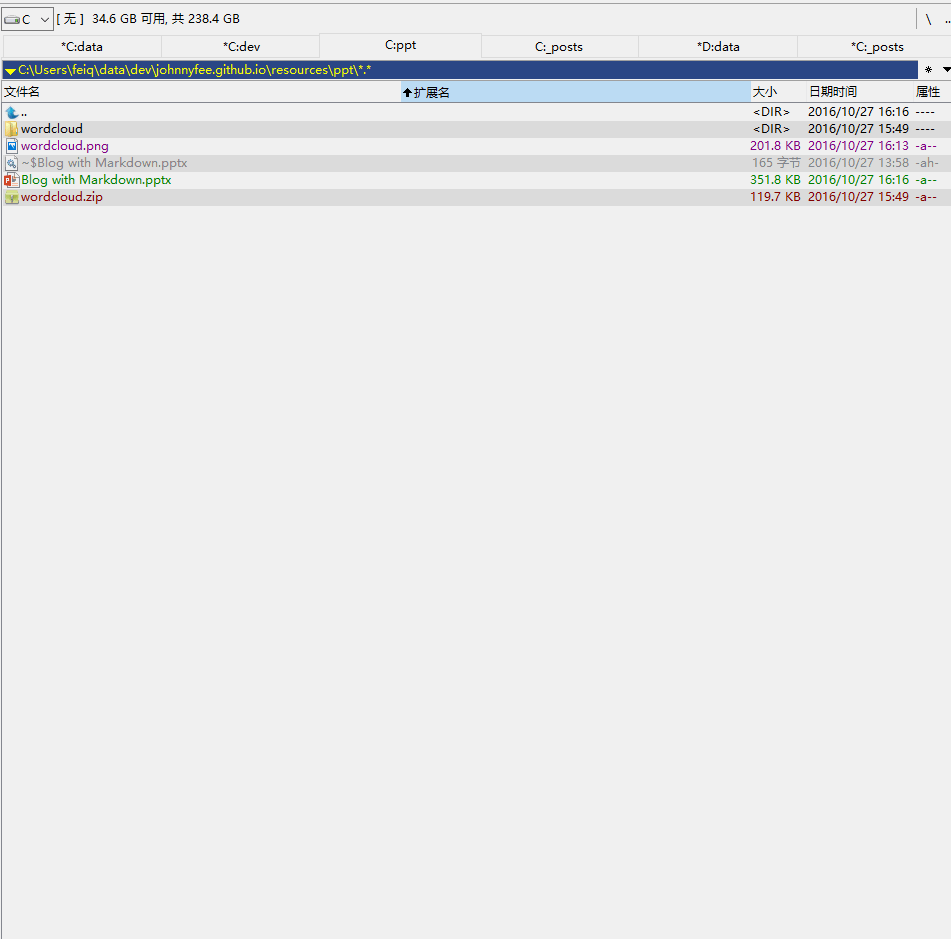 C [ 无 ] 34.6 GB 可用, 共 238.4 GB \ ..
*C:data *C:dev C:ppt C:_posts *D:data *C:_posts
C:\Users\feiq\data\dev\johnnyfee.github.io\resources\ppt\*.* *
文件名 扩展名 大小 日期时间 属性
.. <DIR> 2016/10/27 16:16 ----
wordcloud <DIR> 2016/10/27 15:49 ----
wordcloud.png 201.8 KB 2016/10/27 16:13 -a--
~$Blog with Markdown.pptx 165 字节 2016/10/27 13:58 -ah-
Blog with Markdown.pptx 351.8 KB 2016/10/27 16:16 -a--
wordcloud.zip 119.7 KB 2016/10/27 15:49 -a--